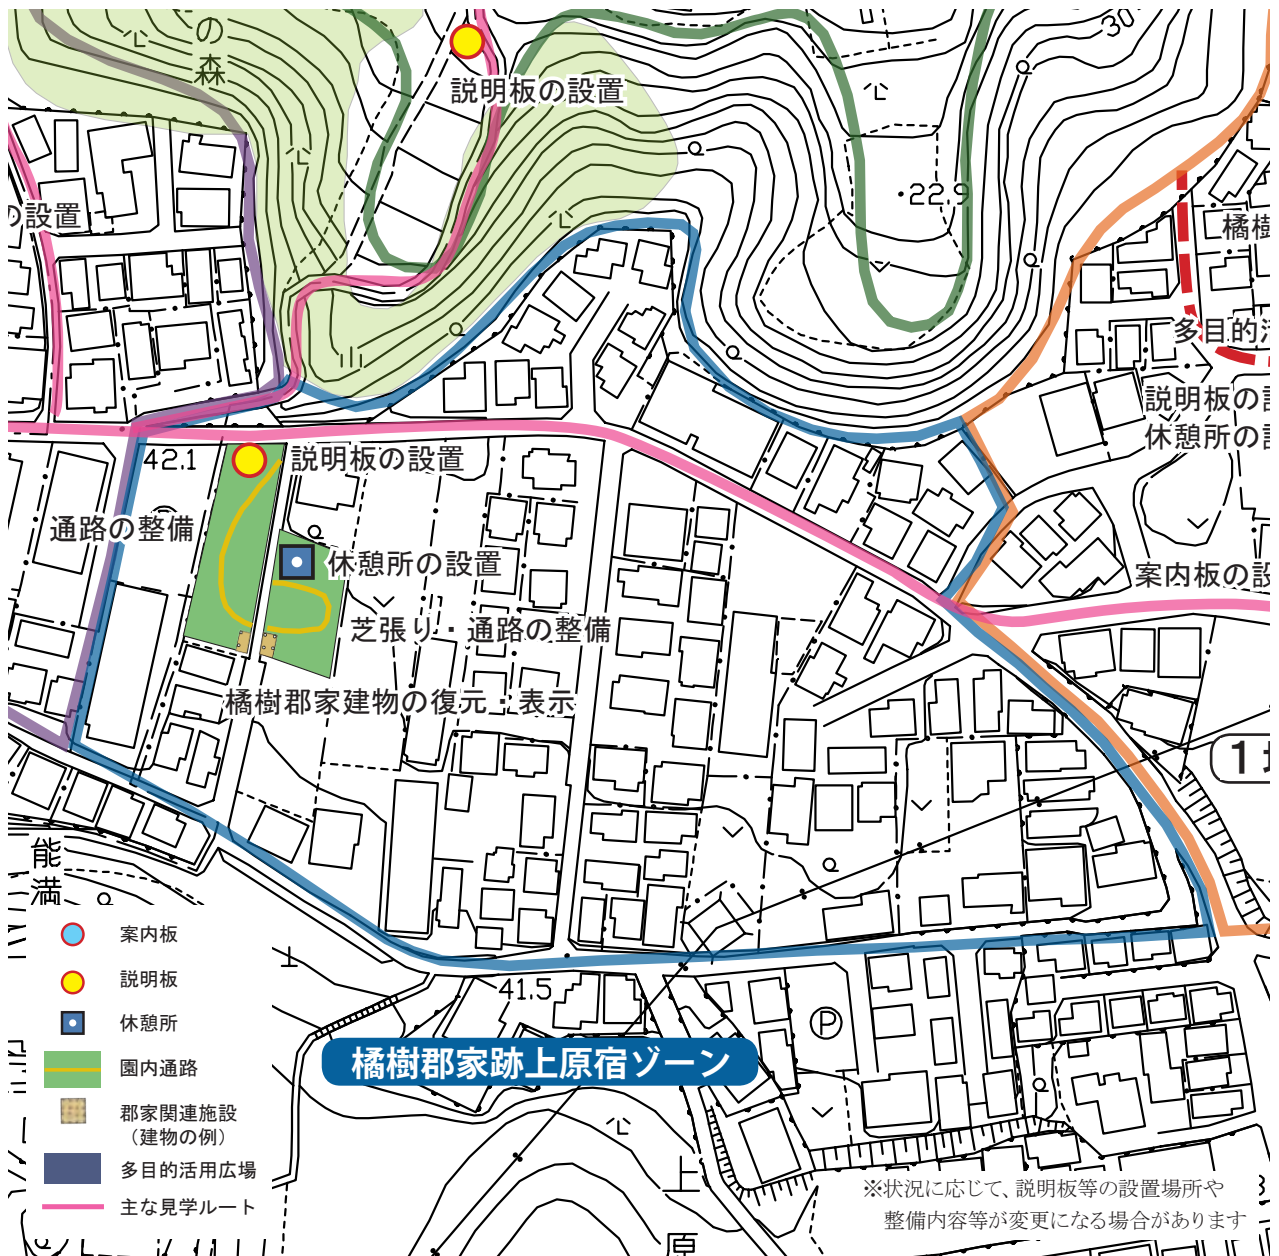 の
森
30
説明板の設置
22.9
の設置
橘樹
多目的活
説明板の設
休憩所の設
42.1
説明板の設置
通路の整備
休憩所の設置
案内板の設
芝張り・通路の整備
橘樹郡家建物の復元・表示
1
能
満
案内板
説明板
休憩所
園内通路
郡家関連施設
（建物の例）
多目的活用広場
主な見学ルート
41.5
P
橘樹郡家跡上原宿ゾーン
上
原
※状況に応じて、説明板等の設置場所や
整備内容等が変更になる場合があります